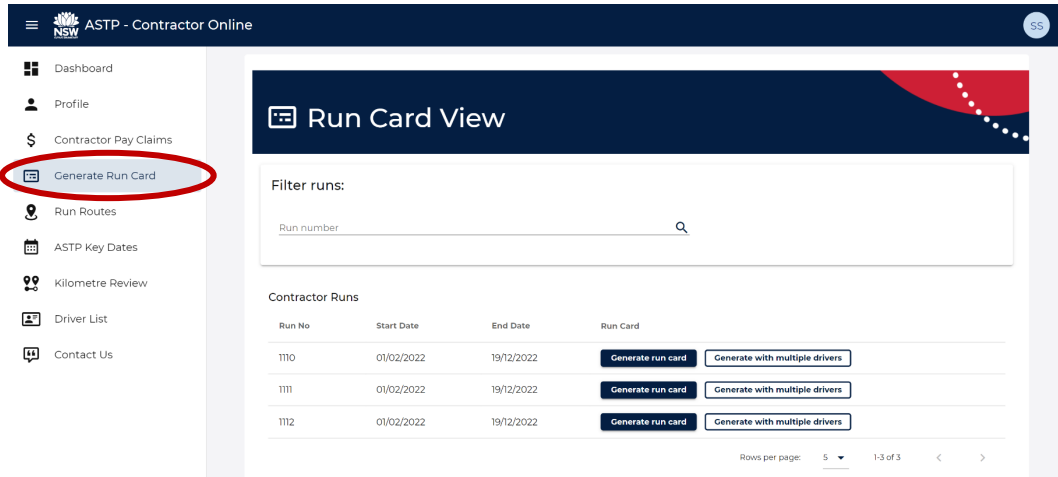 NSW
ASTP - Contractor Online
SS
Dashboard
Profile
Contractor Pay Claims
Generate Run Card
Run Routes
ASTP Key Dates
Kilometre Review
Driver List
Contact Us
Run Card View
Filter runs:
Run number
Contractor Runs
Run No Start Date End Date Run Card
1110 01/02/2022 19/12/2022 Generate run card Generate with multiple drivers
1111 01/02/2022 19/12/2022 Generate run card Generate with multiple drivers
1112 01/02/2022 19/12/2022 Generate run card Generate with multiple drivers
Rows per page: 5 1-3 of 3